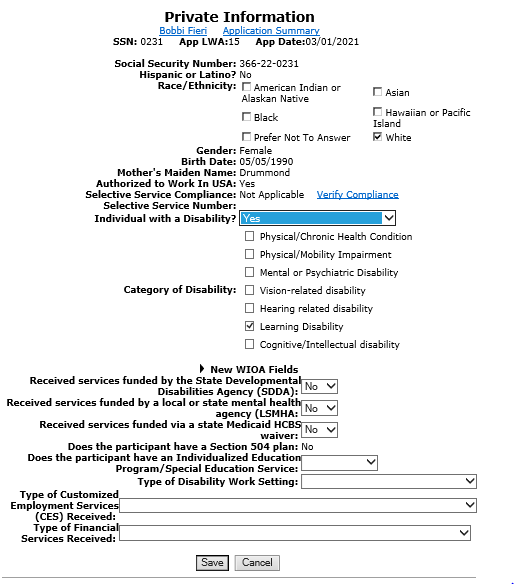 Private Information
Bobbi Fieri Application Summary
SSN: 0231 App LWA:15 App Date:03/01/2021
Social Security Number: 366-22-0231
Hispanic or Latino? No
Race/Ethnicity: American Indian or Alaskan Native Asian
Black Hawaiian or Pacific Island
Prefer Not To Answer White
Gender: Female
Birth Date: 05/05/1990
Mother's Maiden Name: Drummond
Authorized to Work In USA: Yes
Selective Service Compliance: Not Applicable Verify Compliance
Selective Service Number:
Individual with a Disability? Yes
Category of Disability:
Physical/Chronic Health Condition
Physical/Mobility Impairment
Mental or Psychiatric Disability
Vision-related disability
Hearing related disability
Learning Disability
Cognitive/Intellectual disability
New WIOA Fields
Received services funded by the State Developmental
Disabilities Agency (SDDA): No
Received services funded by a local or state mental health
agency (LSMHA: No
Received services funded via a state Medicaid HCBS
waiver: No
Does the participant have a Section 504 plan: No
Does the participant have an Individualized Education
Program/Special Education Service:
Type of Disability Work Setting:
Type of Customized
Employment Services
(CES) Received:
Type of Financial
Services Received:
Save Cancel